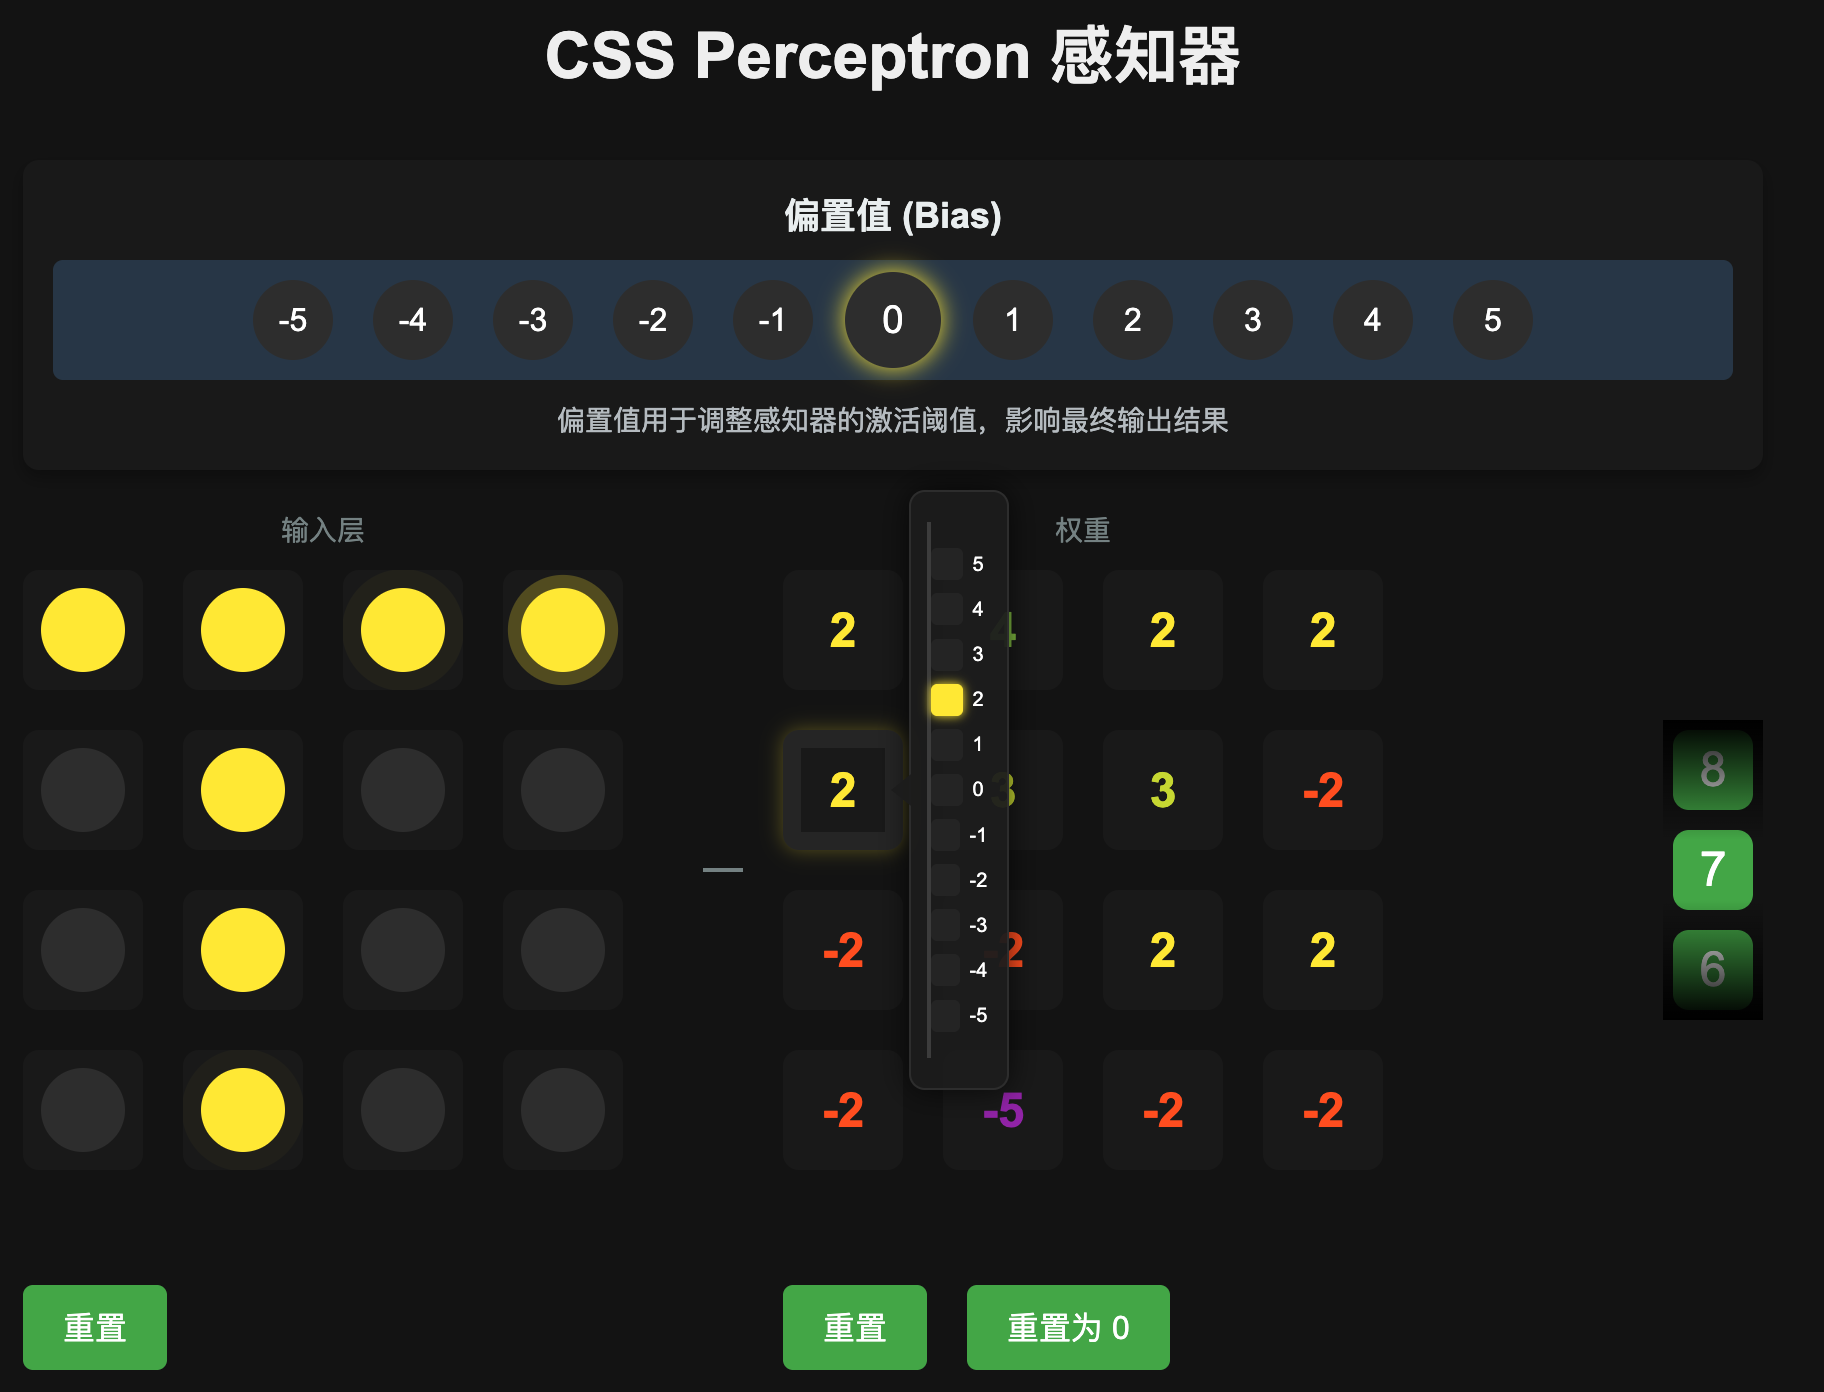 CSS Perceptron 感知器
偏置值 (Bias)
-5 -4 -3 -2 -1 0 1 2 3 4 5
偏置值用于调整感知器的激活阈值，影响最终输出结果
输入层
权重
5
4
3
2
1
0
-1
-2
-3
-4
-5
2 4 2 2
2 3 3 -2
-2 -2 2 2
-2 -5 -2 -2
8
7
6
重置
重置
重置为 0